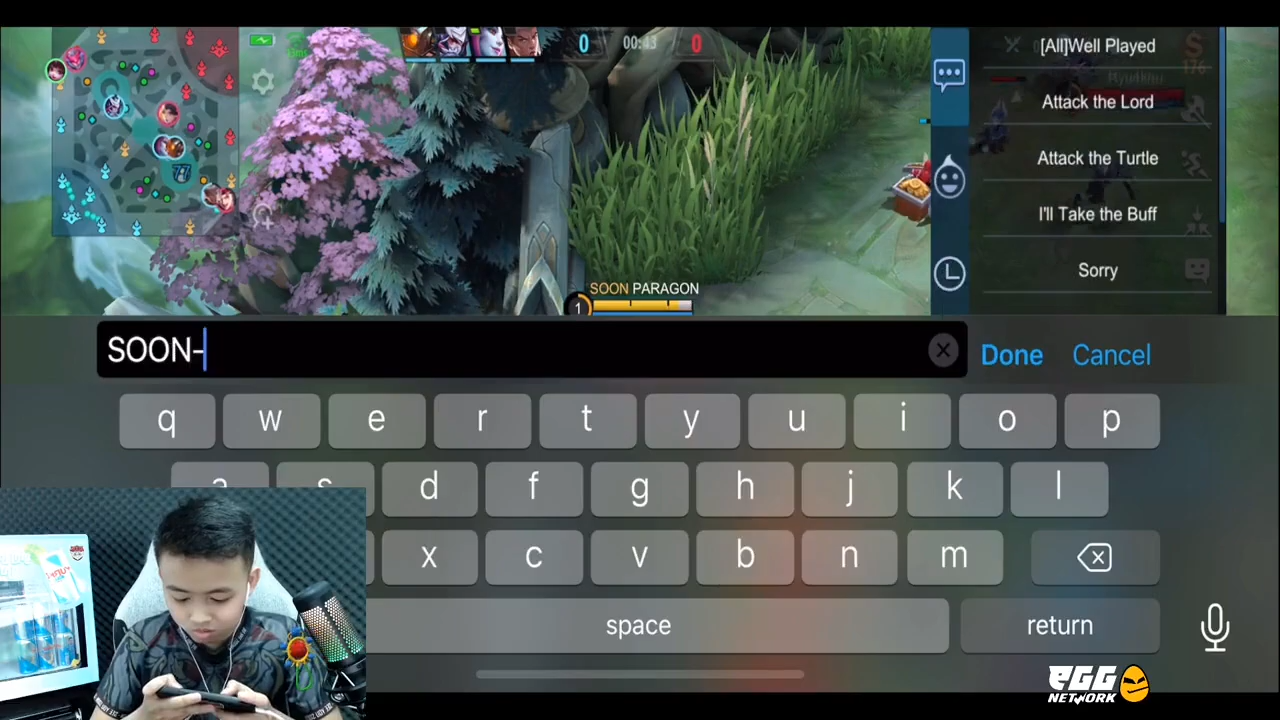 0 00:43 0
[All]Well Played
Attack the Lord
Attack the Turtle
I'll Take the Buff
Sorry
SOON PARAGON
1
SOON-
Done Cancel
q w e r t y u i o p
d f g h j k l
x c v b n m
space return
EGG
NETWORK